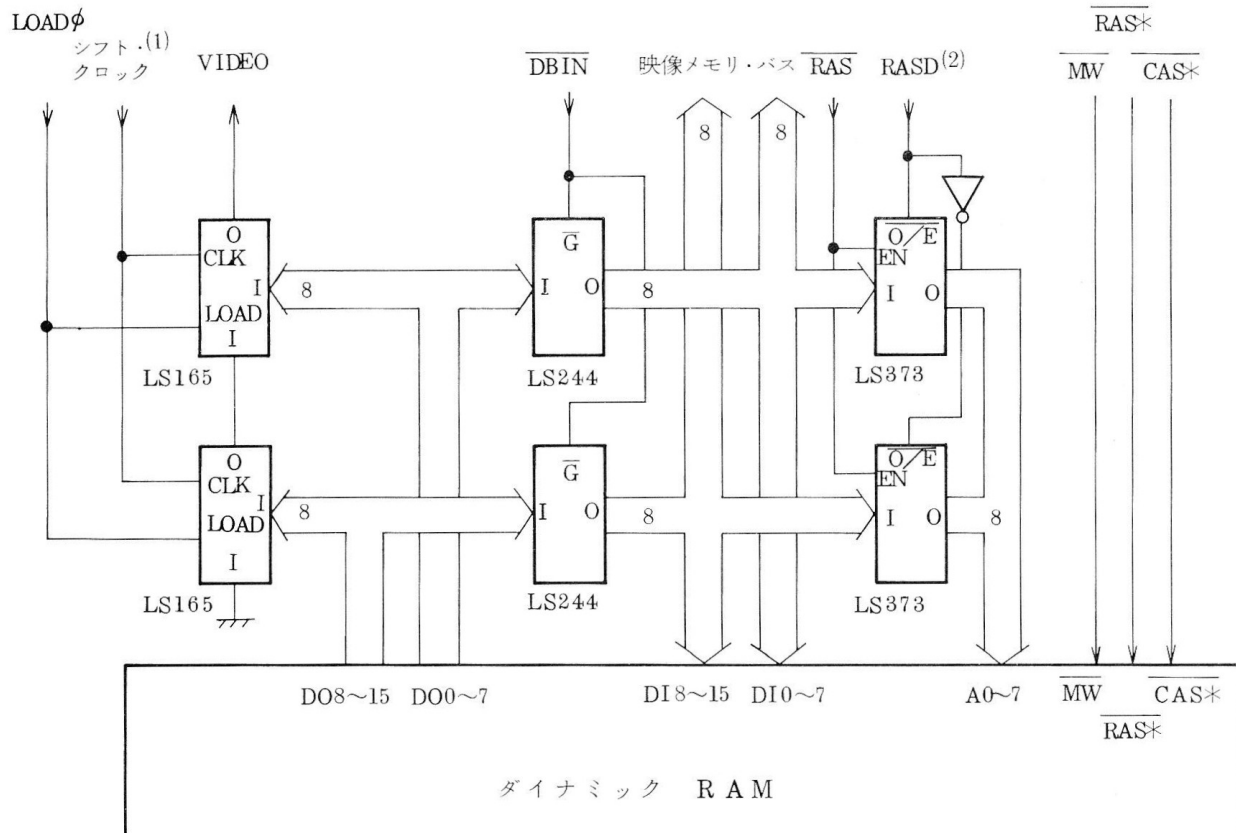 LOADφ
シフト・(1)
クロック
VIDEO
DBIN
映像メモリ・バス
RAS
RASD(2)
RAS*
MW
CAS*
8
8
O
CLK
I
LOAD
I
LS165
8
G
I
O
LS244
8
O/E
EN
I
O
LS373
O
CLK
I
LOAD
I
LS165
8
G
I
O
LS244
8
O/E
EN
I
O
LS373
8
DO8~15
DO0~7
DI8~15
DI0~7
A0~7
MW
CAS*
RAS*
ダイナミック RAM